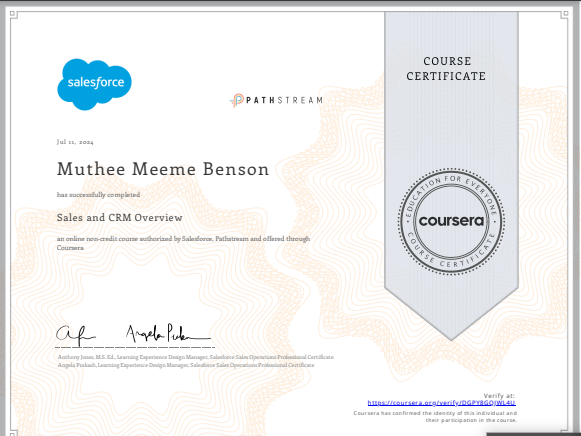 COURSE
CERTIFICATE
salesforce
PATHSTREAM
Jul 11, 2024
Muthee Meeme Benson
has successfully completed
Sales and CRM Overview
an online non-credit course authorized by Salesforce, Pathstream and offered through
Coursera
EDUCATION FOR EVERYONE
coursera
COURSE CERTIFICATE
Anthony Jones, M.S. Ed., Learning Experience Design Manager, Salesforce Sales Operations Professional Certificate
Angela Prakash, Learning Experience Design Manager, Salesforce Sales Operations Professional Certificate
Verify at:
https://coursera.org/verify/DGPY8GQJWL4U
Coursera has confirmed the identity of this individual and
their participation in the course.